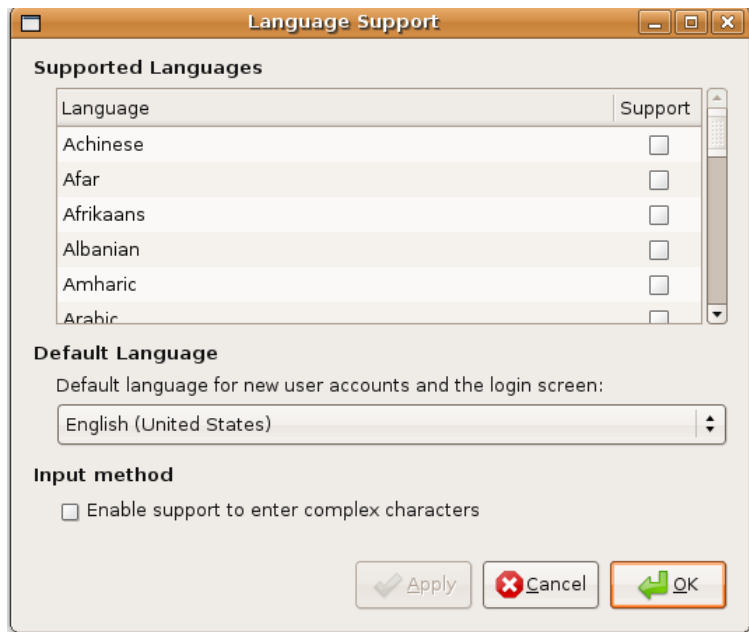 Language Support
Supported Languages
Language Support
Achinese
Afar
Afrikaans
Albanian
Amharic
Arabic
Default Language
Default language for new user accounts and the login screen:
English (United States)
Input method
Enable support to enter complex characters
Apply Cancel OK